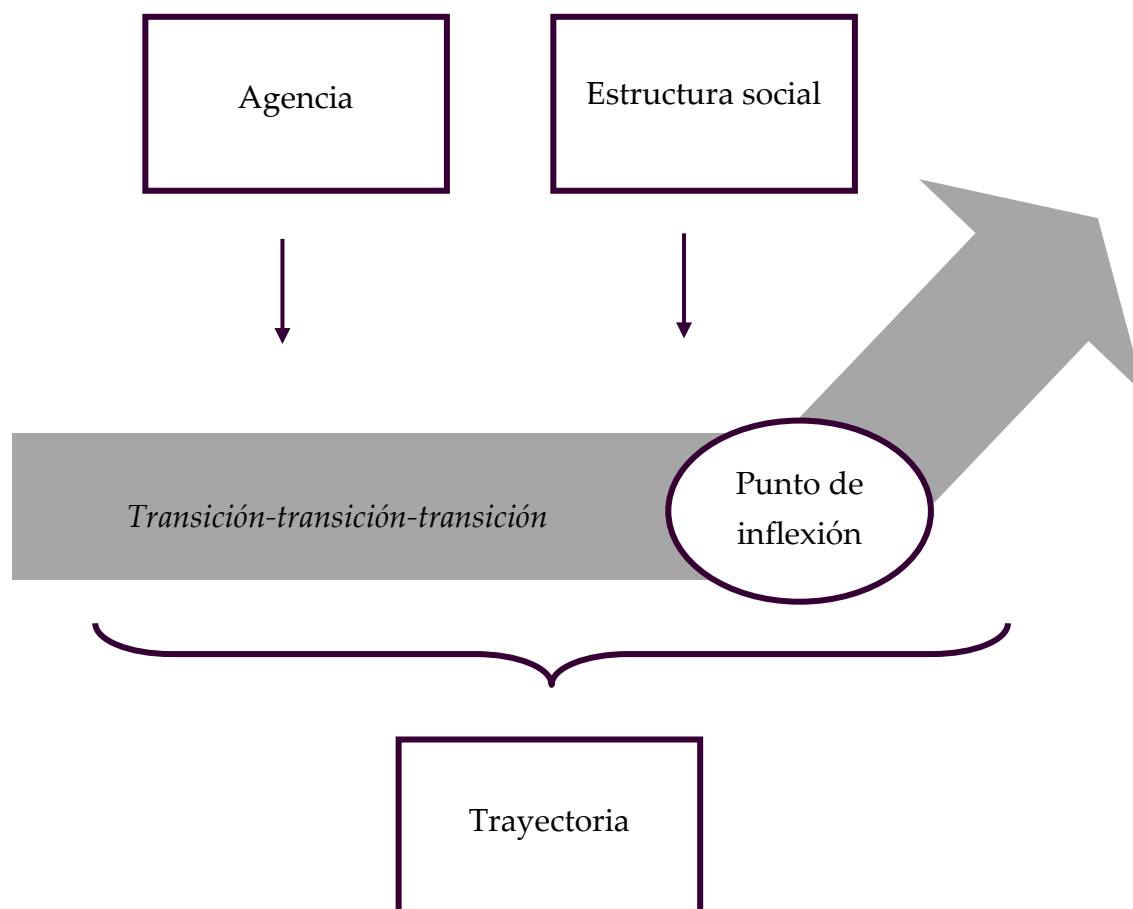 Agencia
Estructura social
Transición-transición-transición
Punto de
inflexión
Trayectoria